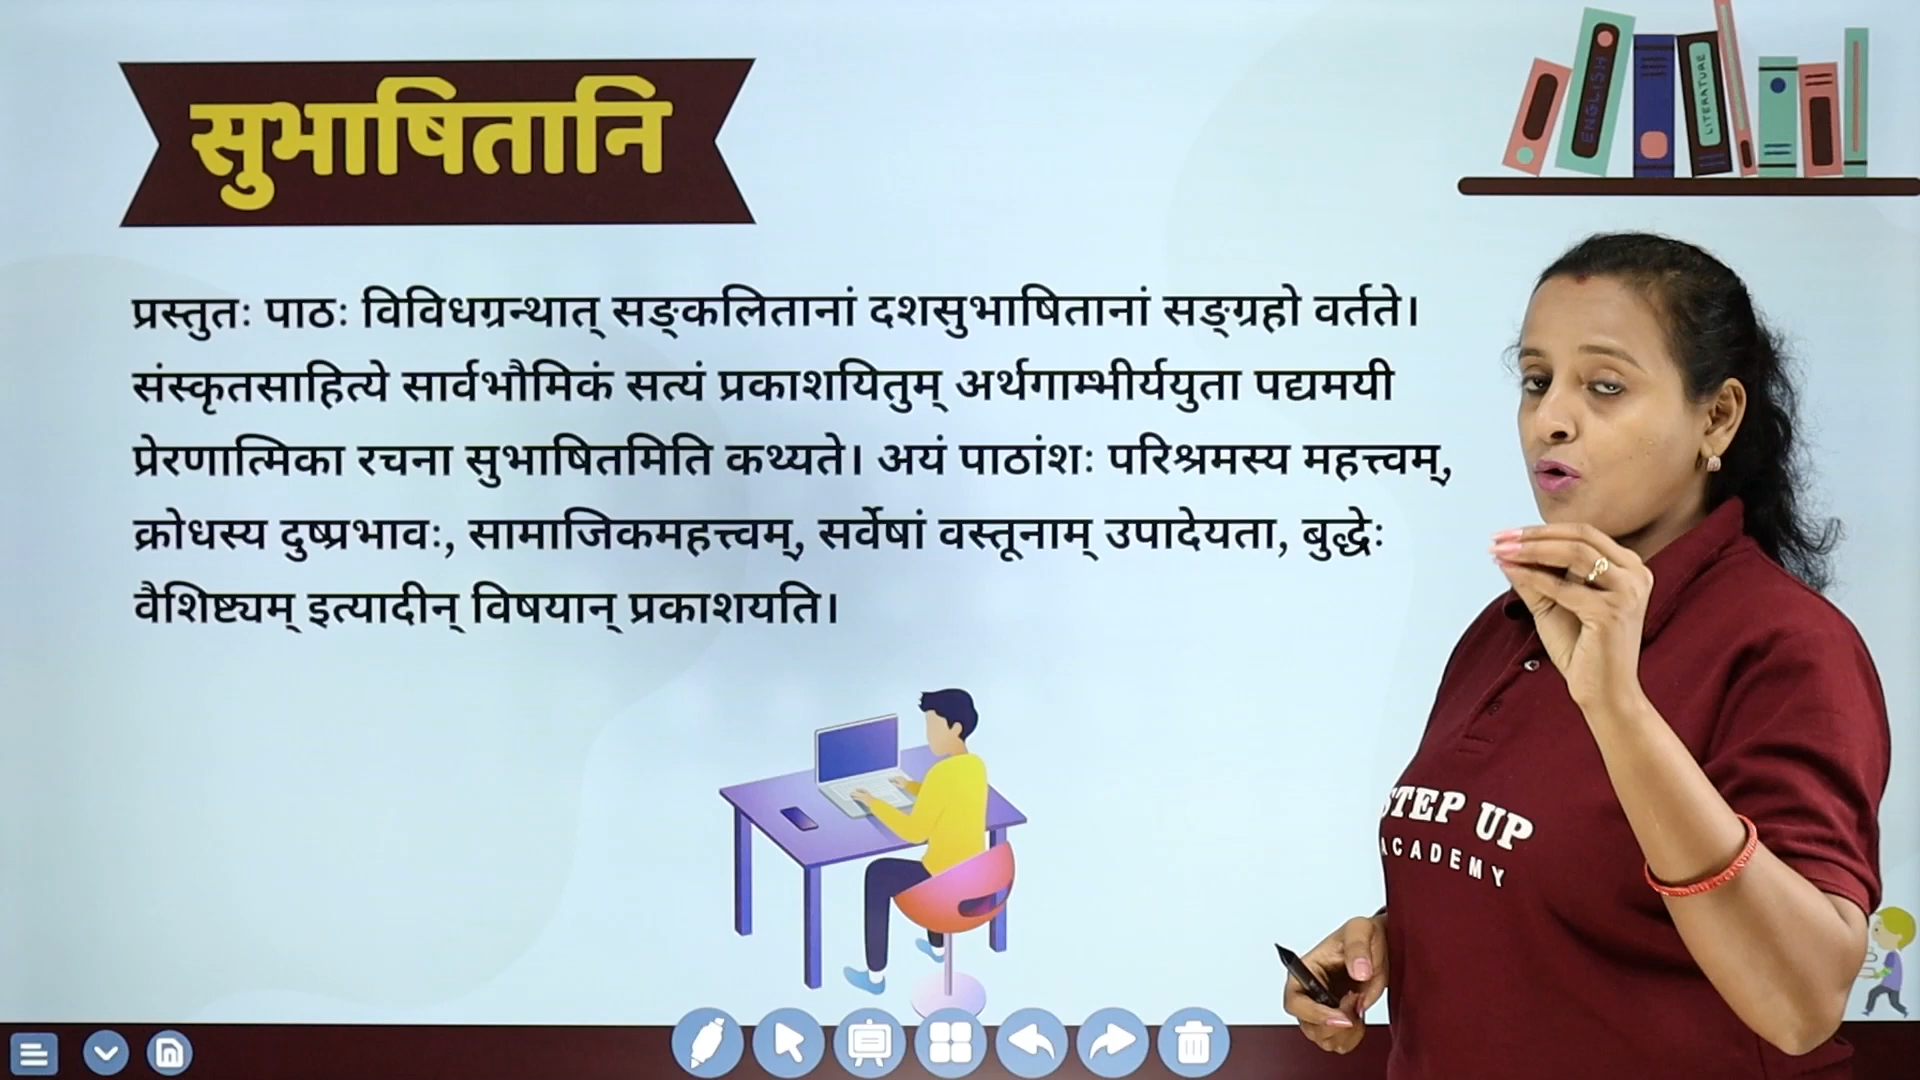 सुभाषितानि
प्रस्तुतः पाठः विविधग्रन्थात् सङ्कलितानां दशसुभाषितानां सङ्ग्रहो वर्तते।
संस्कृतसाहित्ये सार्वभौमिकं सत्यं प्रकाशयितुम् अर्थगाम्भीर्ययुता पद्यमयी
प्रेरणात्मिका रचना सुभाषितमिति कथ्यते। अयं पाठांशः परिश्रमस्य महत्त्वम्,
क्रोधस्य दुष्प्रभावः, सामाजिकमहत्त्वम्, सर्वेषां वस्तूनाम् उपादेयता, बुद्धेः
वैशिष्ट्यम् इत्यादीन् विषयान् प्रकाशयति।
ENGLISH
LITERATURE
STEP UP
ACADEMY